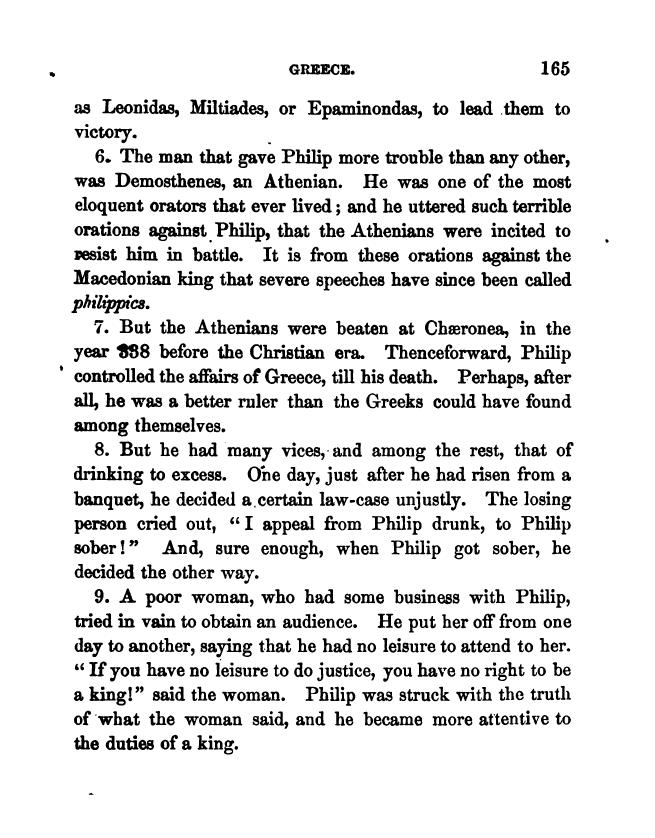 GREECE. 165
as Leonidas, Miltiades, or Epaminondas, to lead them to
victory.
6. The man that gave Philip more trouble than any other,
was Demosthenes, an Athenian. He was one of the most
eloquent orators that ever lived; and he uttered such terrible
orations against Philip, that the Athenians were incited to
resist him in battle. It is from these orations against the
Macedonian king that severe speeches have since been called
philippics.
7. But the Athenians were beaten at Chæronea, in the
year 338 before the Christian era. Thenceforward, Philip
controlled the affairs of Greece, till his death. Perhaps, after
all, he was a better ruler than the Greeks could have found
among themselves.
8. But he had many vices, and among the rest, that of
drinking to excess. One day, just after he had risen from a
banquet, he decided a certain law-case unjustly. The losing
person cried out, “I appeal from Philip drunk, to Philip
sober!” And, sure enough, when Philip got sober, he
decided the other way.
9. A poor woman, who had some business with Philip,
tried in vain to obtain an audience. He put her off from one
day to another, saying that he had no leisure to attend to her.
“If you have no leisure to do justice, you have no right to be
a king!” said the woman. Philip was struck with the truth
of what the woman said, and he became more attentive to
the duties of a king.